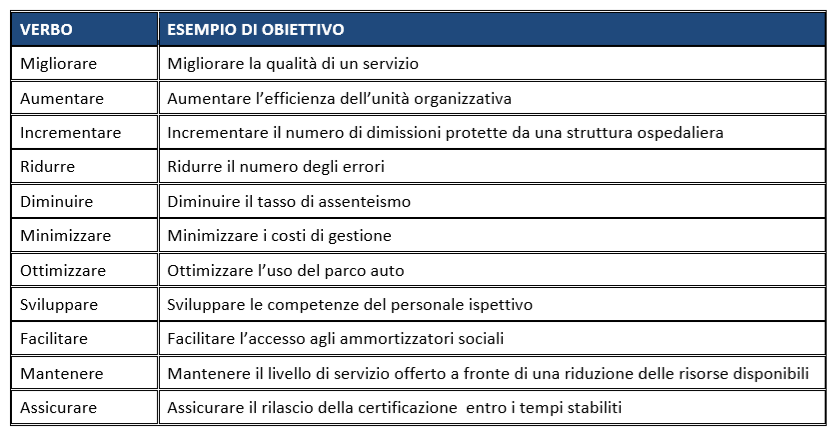 VERBO ESEMPIO DI OBIETTIVO
Migliorare Migliorare la qualità di un servizio
Aumentare Aumentare l’efficienza dell’unità organizzativa
Incrementare Incrementare il numero di dimissioni protette da una struttura ospedaliera
Ridurre Ridurre il numero degli errori
Diminuire Diminuire il tasso di assenteismo
Minimizzare Minimizzare i costi di gestione
Ottimizzare Ottimizzare l’uso del parco auto
Sviluppare Sviluppare le competenze del personale ispettivo
Facilitare Facilitare l’accesso agli ammortizzatori sociali
Mantenere Mantenere il livello di servizio offerto a fronte di una riduzione delle risorse disponibili
Assicurare Assicurare il rilascio della certificazione  entro i tempi stabiliti